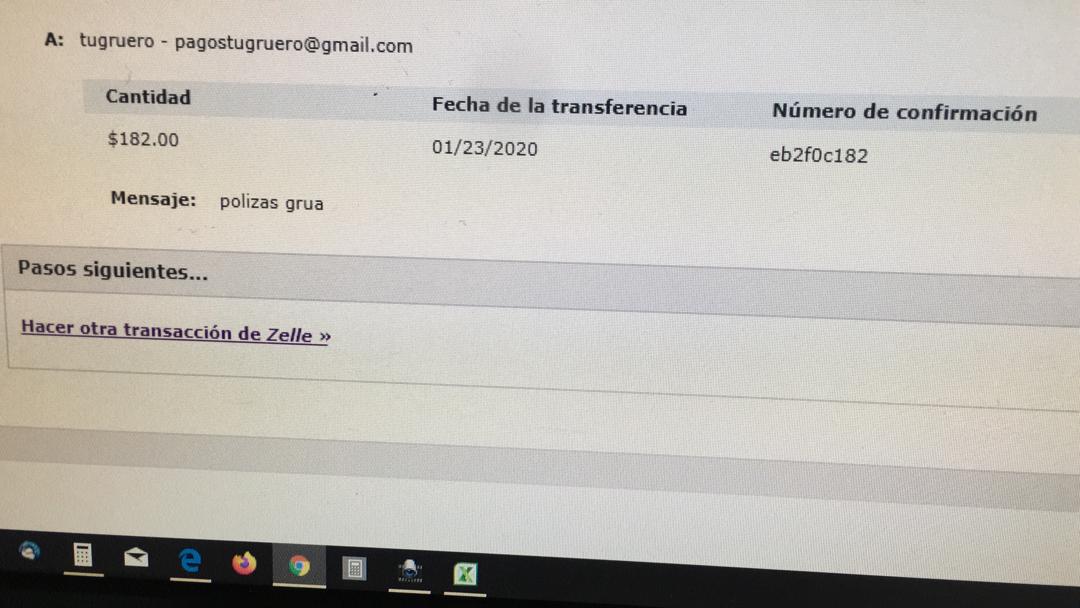 A: tugruero - pagostugruero@gmail.com
Cantidad Fecha de la transferencia Número de confirmación
$182.00 01/23/2020 eb2f0c182
Mensaje: polizas grua
Pasos siguientes...
Hacer otra transacción de Zelle »